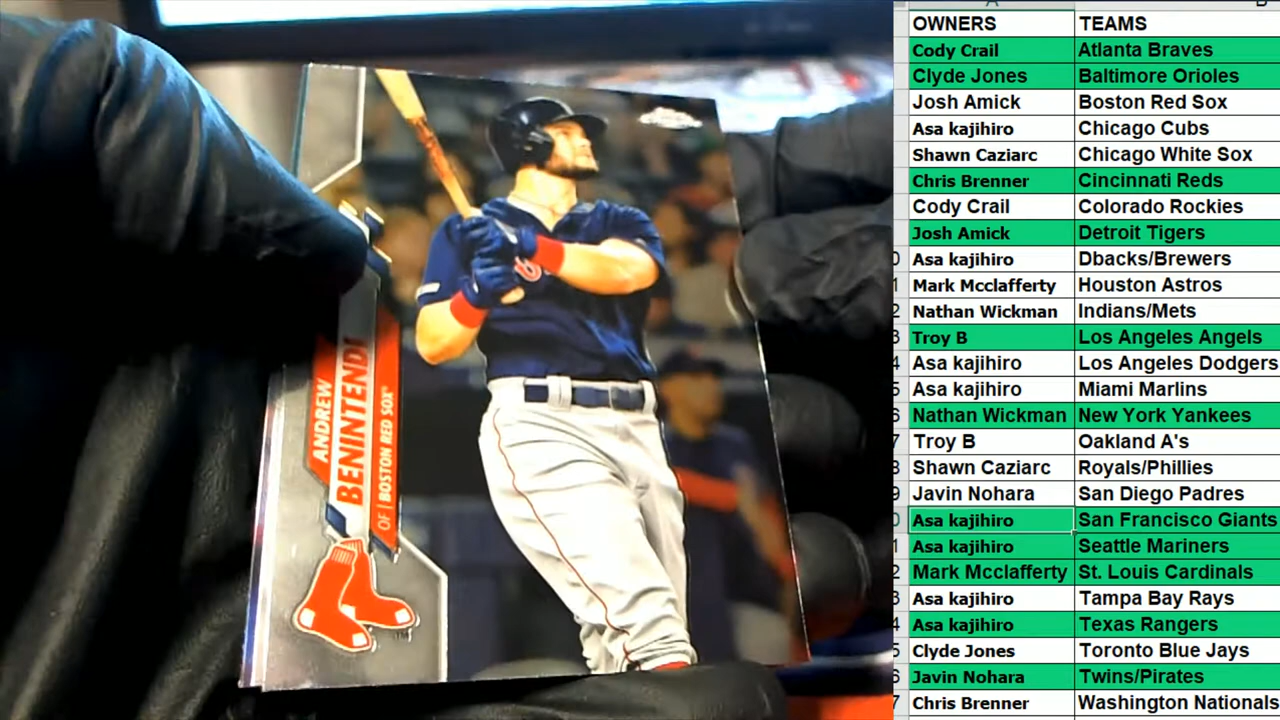 ANDREW
BENINTENDI
OF | BOSTON RED SOX
OWNERS TEAMS
Cody Crail Atlanta Braves
Clyde Jones Baltimore Orioles
Josh Amick Boston Red Sox
Asa kajihiro Chicago Cubs
Shawn Caziarc Chicago White Sox
Chris Brenner Cincinnati Reds
Cody Crail Colorado Rockies
Josh Amick Detroit Tigers
Asa kajihiro Dbacks/Brewers
Mark Mcclafferty Houston Astros
Nathan Wickman Indians/Mets
Troy B Los Angeles Angels
Asa kajihiro Los Angeles Dodgers
Asa kajihiro Miami Marlins
Nathan Wickman New York Yankees
Troy B Oakland A's
Shawn Caziarc Royals/Phillies
Javin Nohara San Diego Padres
Asa kajihiro San Francisco Giants
Asa kajihiro Seattle Mariners
Mark Mcclafferty St. Louis Cardinals
Asa kajihiro Tampa Bay Rays
Asa kajihiro Texas Rangers
Clyde Jones Toronto Blue Jays
Javin Nohara Twins/Pirates
Chris Brenner Washington Nationals